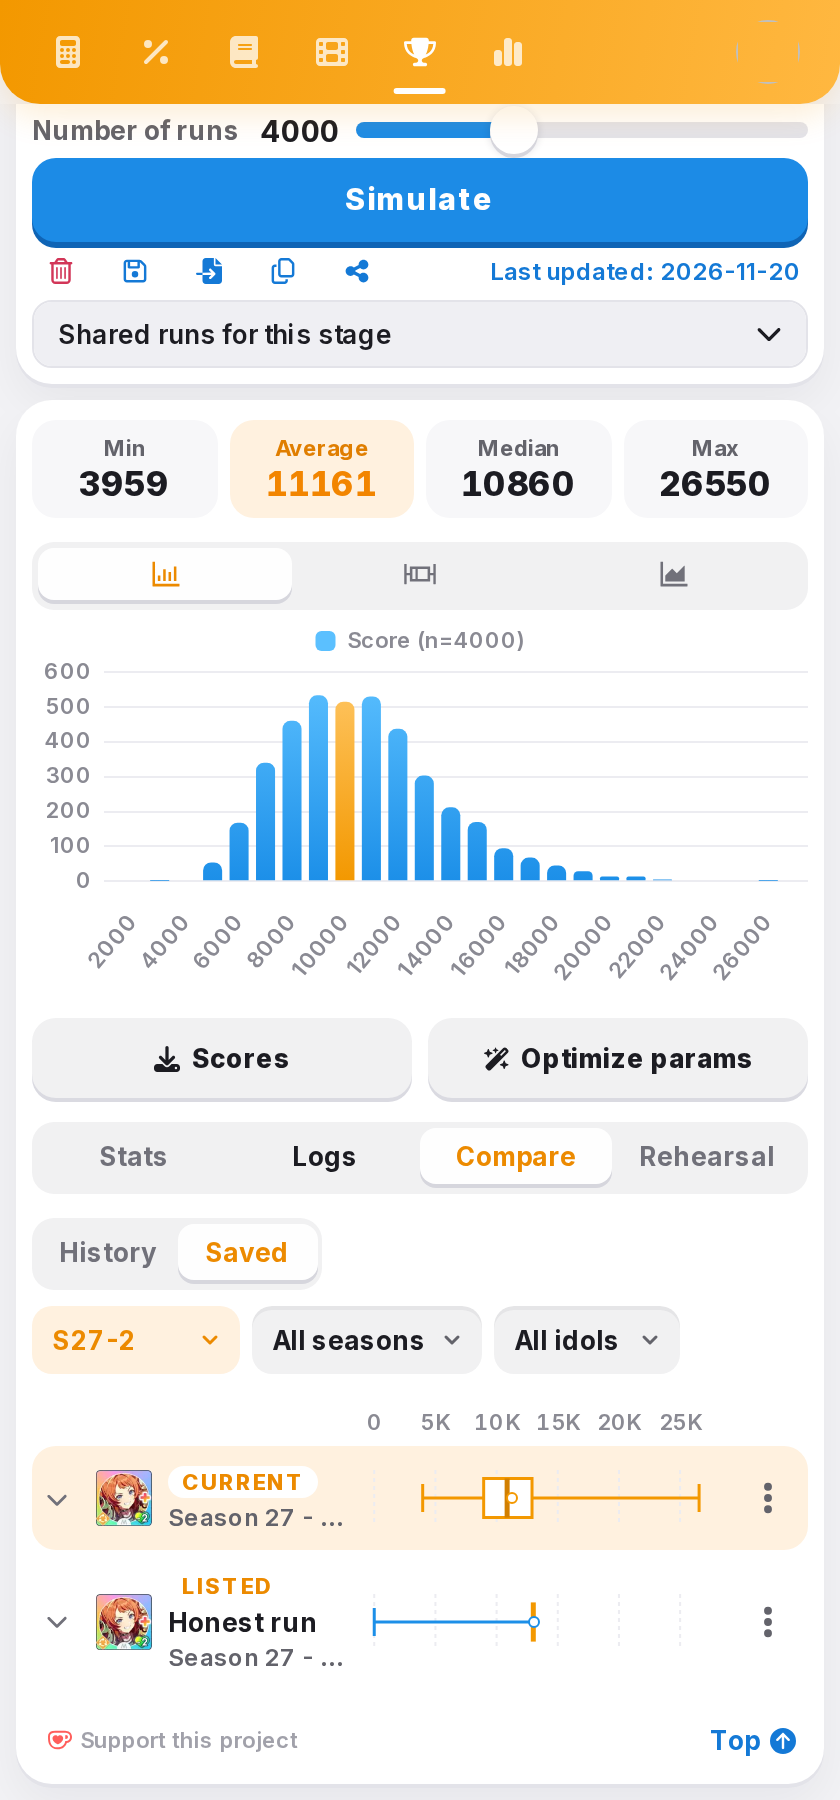 Number of runs 4000
Simulate
Last updated: 2026-11-20
Shared runs for this stage
Min Average Median Max
3959 11161 10860 26550
Score (n=4000)
600
500
400
300
200
100
0
2000 4000 6000 8000 10000 12000 14000 16000 18000 20000 22000 24000 26000
Scores Optimize params
Stats Logs Compare Rehearsal
History Saved
S27-2 All seasons All idols
0 5K 10K 15K 20K 25K
CURRENT
Season 27 - ...
LISTED
Honest run
Season 27 - ...
Support this project Top